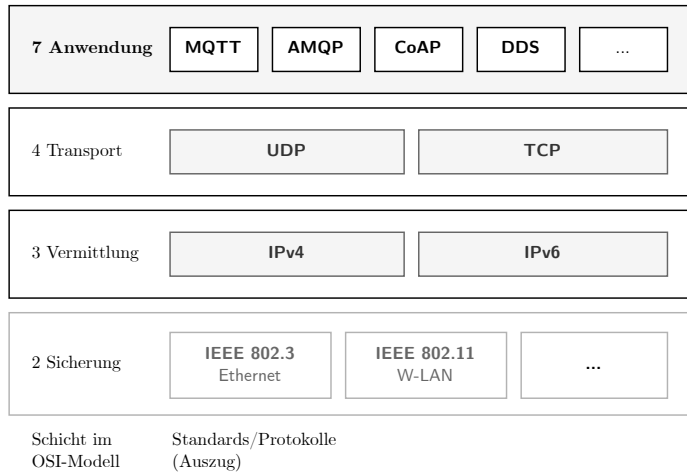 7 Anwendung MQTT AMQP CoAP DDS ...
4 Transport UDP TCP
3 Vermittlung IPv4 IPv6
IEEE 802.3 IEEE 802.11
2 Sicherung ...
Ethernet W-LAN
Schicht im Standards/Protokolle
OSI-Modell (Auszug)